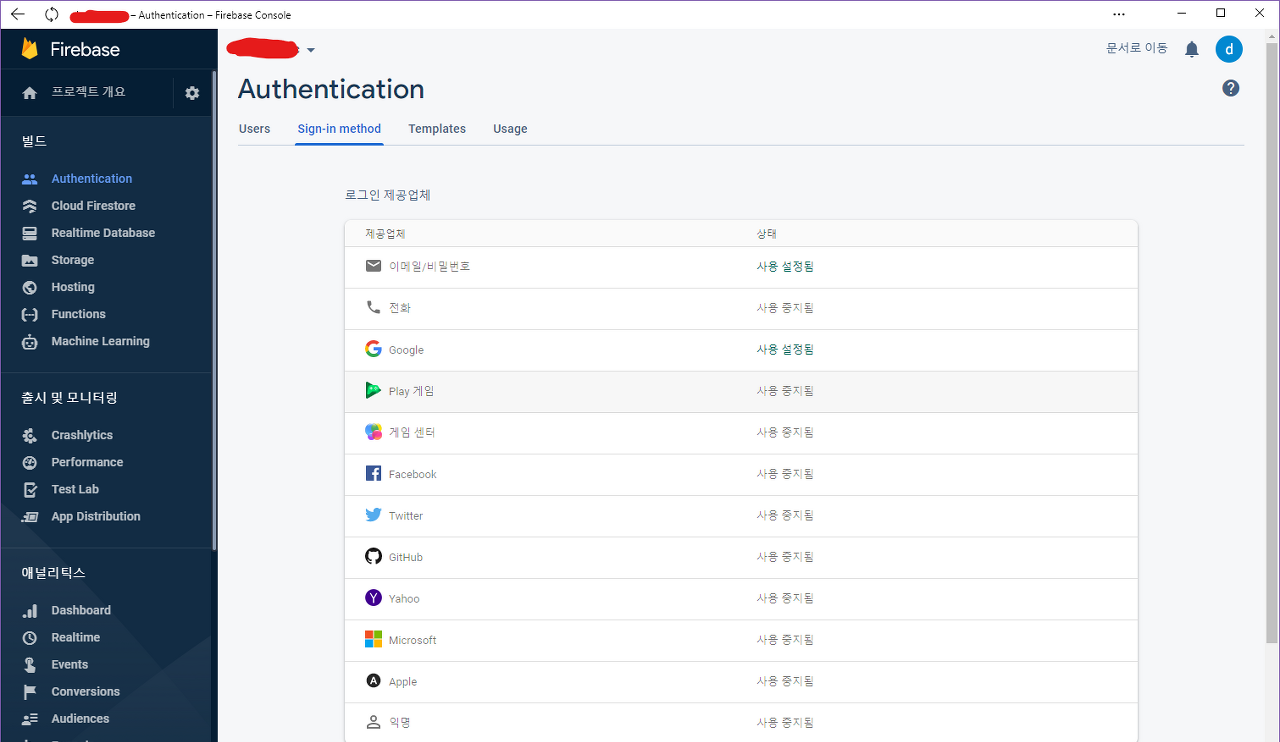 – Authentication – Firebase Console
Firebase
문서로 이동
d
프로젝트 개요
Authentication
Users
Sign-in method
Templates
Usage
빌드
Authentication
Cloud Firestore
Realtime Database
Storage
Hosting
Functions
Machine Learning
출시 및 모니터링
Crashlytics
Performance
Test Lab
App Distribution
애널리틱스
Dashboard
Realtime
Events
Conversions
Audiences
로그인 제공업체
제공업체 상태
이메일/비밀번호 사용 설정됨
전화 사용 중지됨
Google 사용 설정됨
Play 게임 사용 중지됨
게임 센터 사용 중지됨
Facebook 사용 중지됨
Twitter 사용 중지됨
GitHub 사용 중지됨
Yahoo 사용 중지됨
Microsoft 사용 중지됨
Apple 사용 중지됨
익명 사용 중지됨